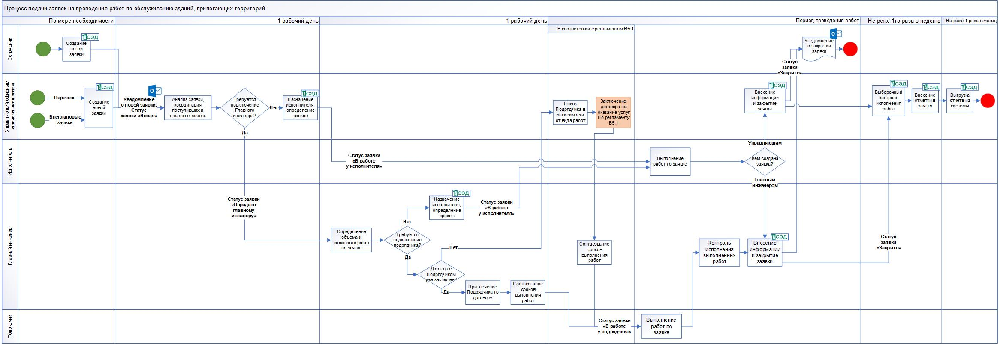 Процесс подачи заявок на проведение работ по обслуживанию зданий, прилегающих территорий
По мере необходимости
1 рабочий день
1 рабочий день
Период проведения работ
Не реже 1го раза в неделю
Не реже 1 раза в месяц
В соответствии с регламентом В5.1
Сотрудник
СЭД
Создание
новой
заявки
Уведомление
о закрытии
заявки
Статус
заявки
«Закрыто»
Управляющий офисным
зданием/помещением
Перечень
Внеплановые
заявки
СЭД
Создание
новой
заявки
Уведомление
о новой заявки,
Статус
заявки «Новая»
Анализ заявки,
координация
поступивших и
плановых заявок
Требуется
подключение
Главного
инженера?
Нет
Да
СЭД
Назначение
исполнителя,
определение
сроков
Поиск
Подрядчика в
зависимости
от вида работ
Заключение
договора на
оказание услуг
По регламенту
В5.1
СЭД
Внесение
информации
и закрытие
заявки
СЭД
Выборочный
контроль
исполнения
работ
СЭД
Внесение
отметки в
заявку
СЭД
Выгрузка
отчета из
системы
Исполнитель
Статус заявки
«В работе
у исполнителя»
Выполнение
работ по заявке
Управляющим
Кем создана
заявка?
Главным
инженером
Главный инженер
Статус заявки
«Передано
главному
инженеру»
Определение
объема и
сложности работ
по заявке
Требуется
подключение
подрядчика?
Нет
Да
СЭД
Назначение
исполнителя,
определение
сроков
Статус заявки
«В работе
у исполнителя»
Договор с
Подрядчиком
уже заключен?
Нет
Да
Привлечение
Подрядчика по
договору
Согласование
сроков
выполнения
работ
Согласование
сроков
выполнения
работ
Контроль
исполнения
выполненных
работ
СЭД
Внесение
информации
и закрытие
заявки
Статус
заявки
«Закрыто»
Подрядчик
Статус заявки
«В работе
у подрядчика»
Выполнение
работ по
заявке